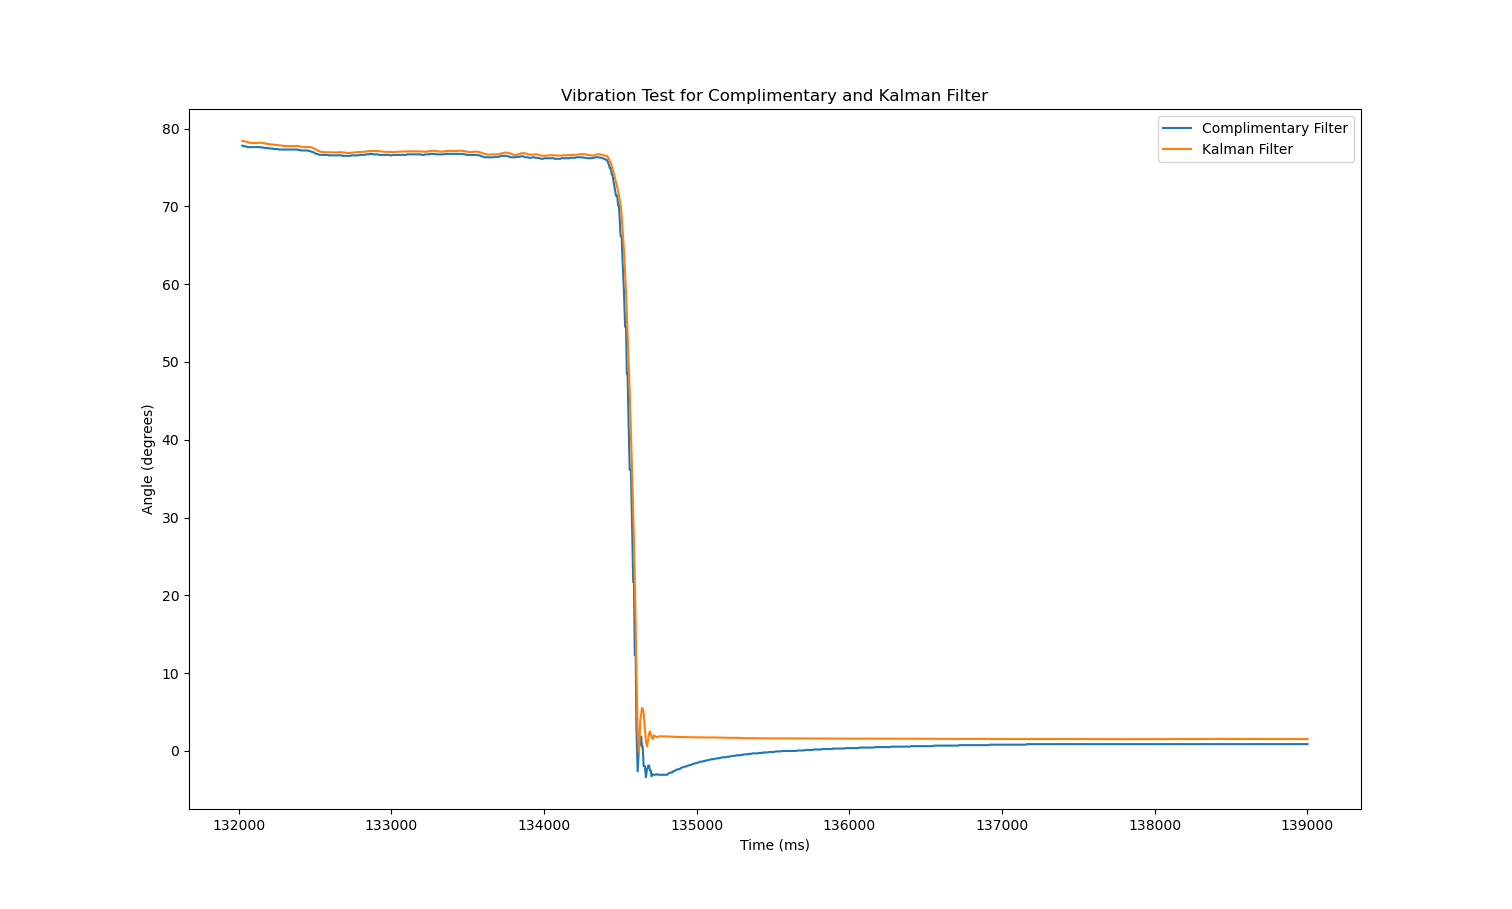 Vibration Test for Complimentary and Kalman Filter
Complimentary Filter
Kalman Filter
80
70
60
50
40
30
20
10
0
Angle (degrees)
132000 133000 134000 135000 136000 137000 138000 139000
Time (ms)